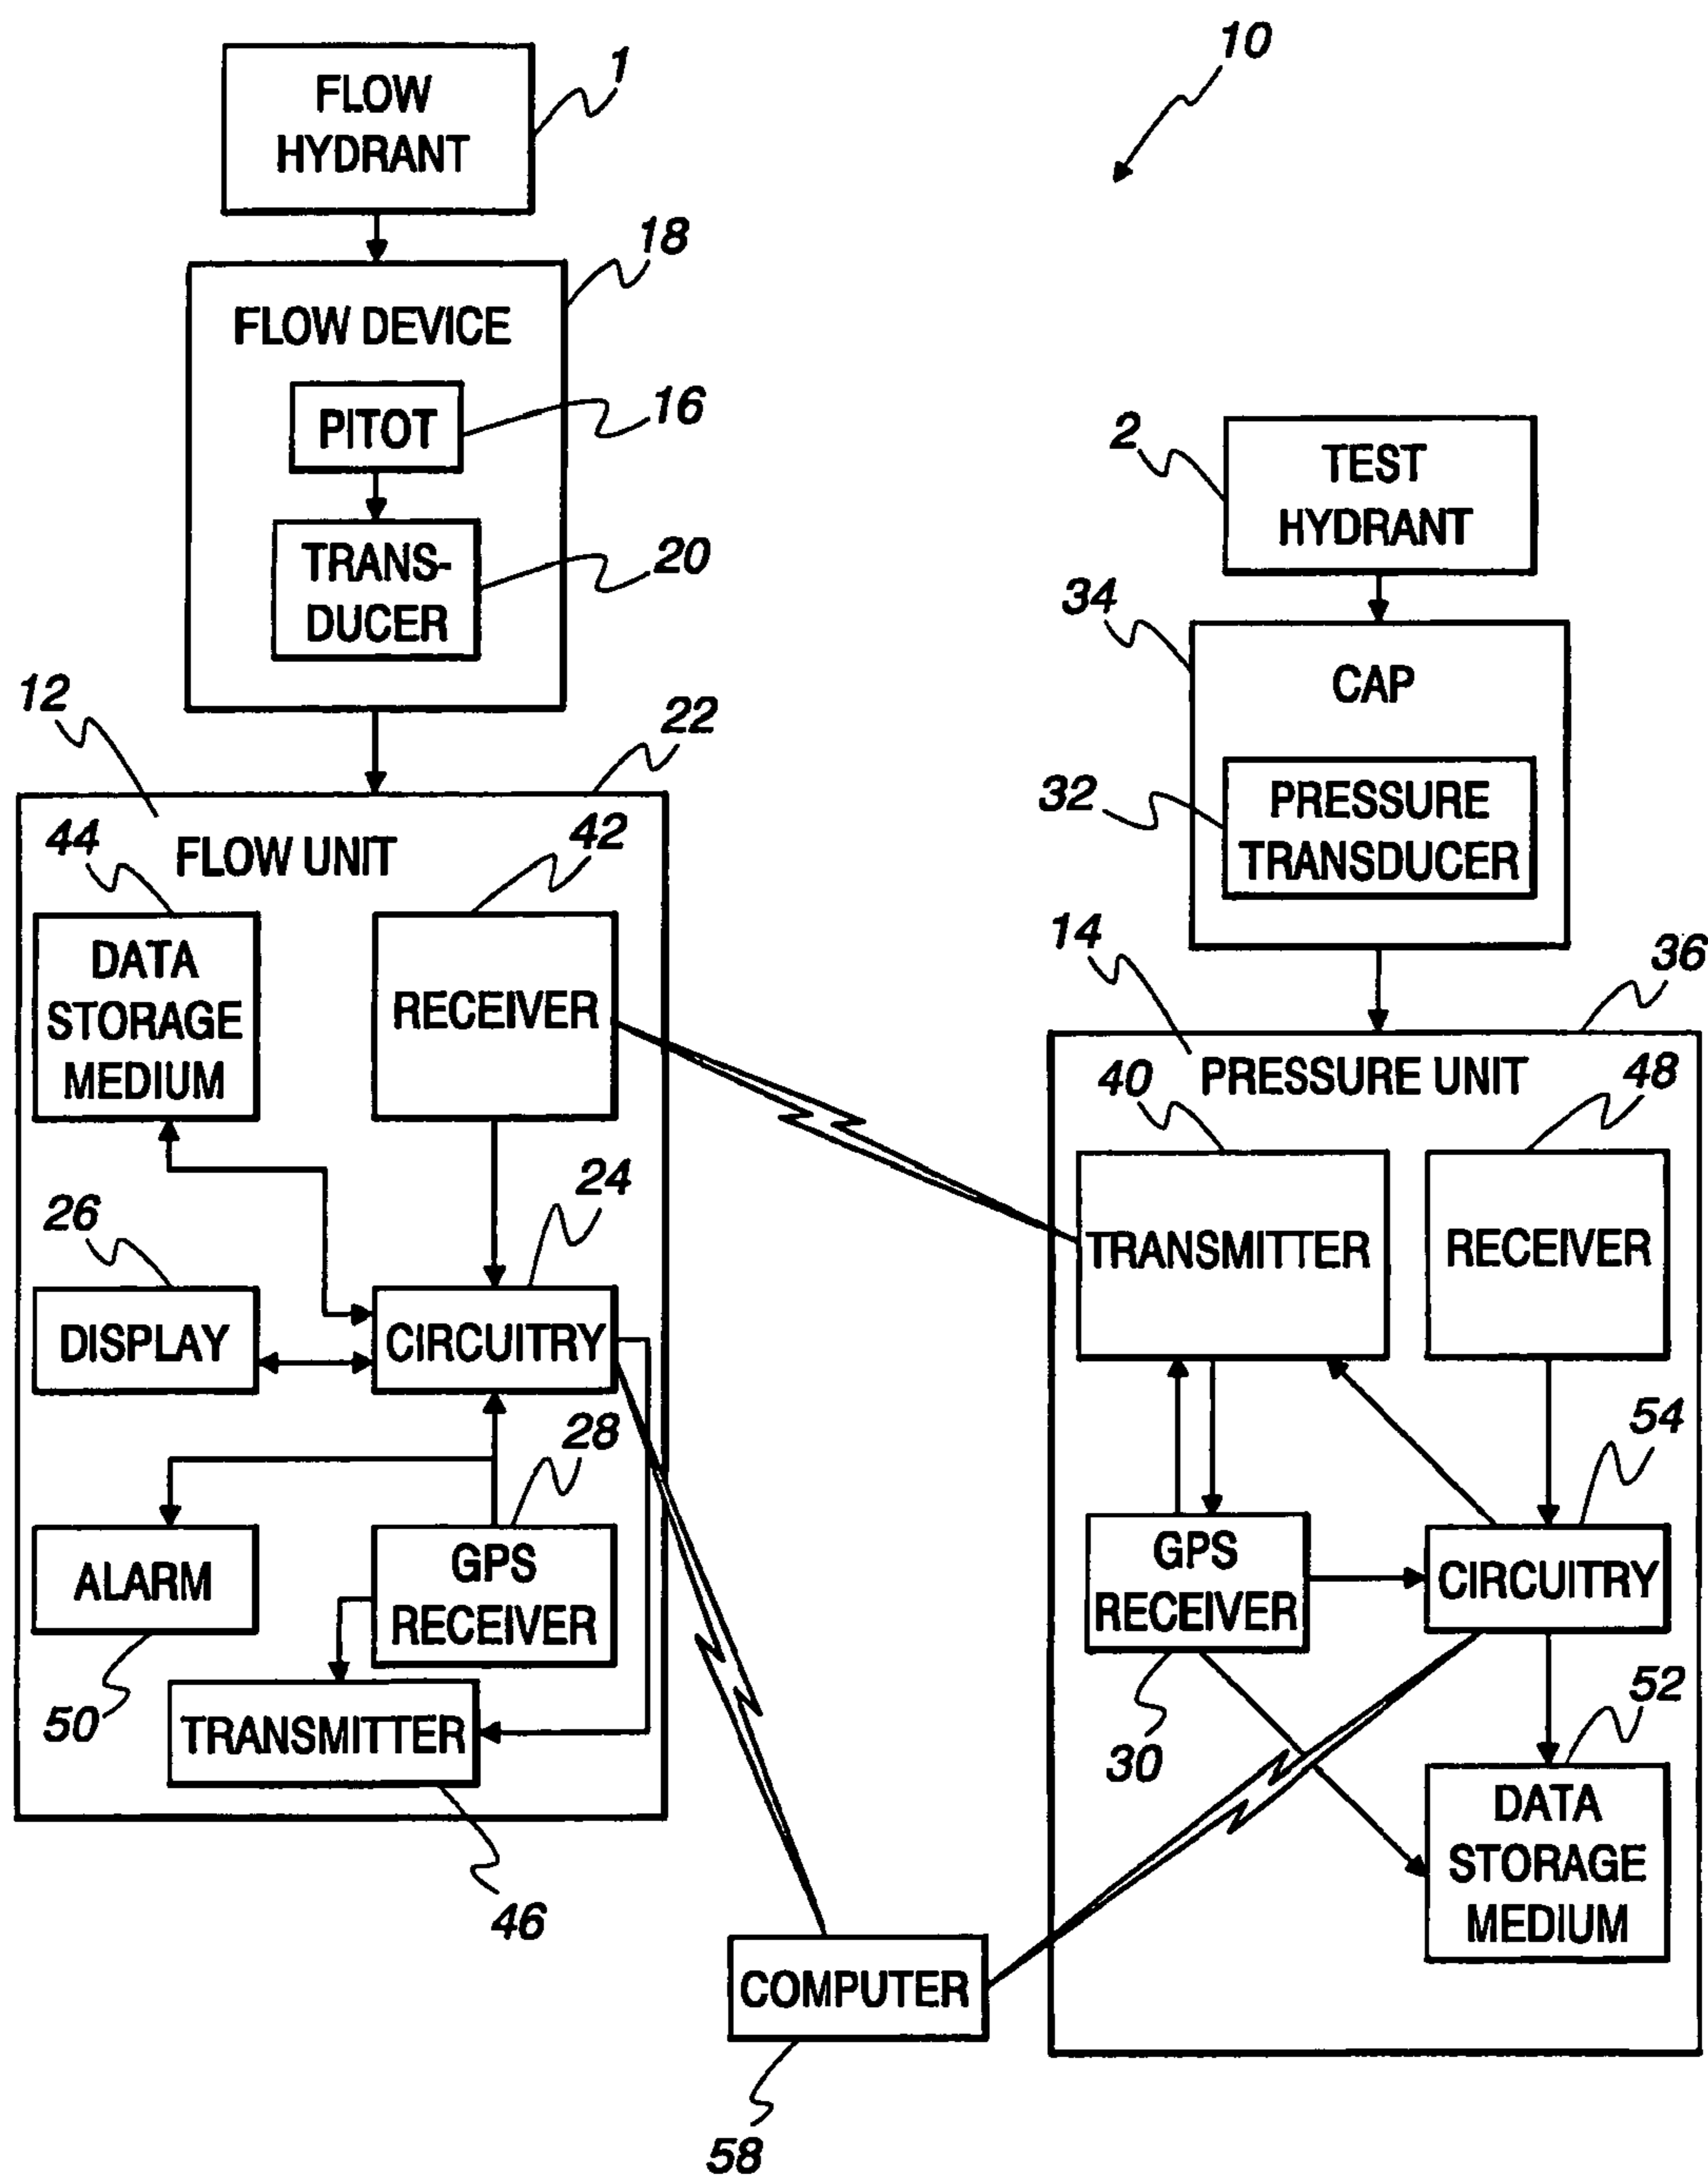 10
1
FLOW
HYDRANT
18
FLOW DEVICE
PITOT
16
TRANS-
DUCER
20
12
22
FLOW UNIT
44
42
DATA
STORAGE
MEDIUM
RECEIVER
24
26
DISPLAY
CIRCUITRY
28
ALARM
GPS
RECEIVER
50
TRANSMITTER
46
2
TEST
HYDRANT
34
CAP
32
PRESSURE
TRANSDUCER
14
36
PRESSURE UNIT
40
48
TRANSMITTER
RECEIVER
54
GPS
RECEIVER
CIRCUITRY
30
52
DATA
STORAGE
MEDIUM
COMPUTER
58